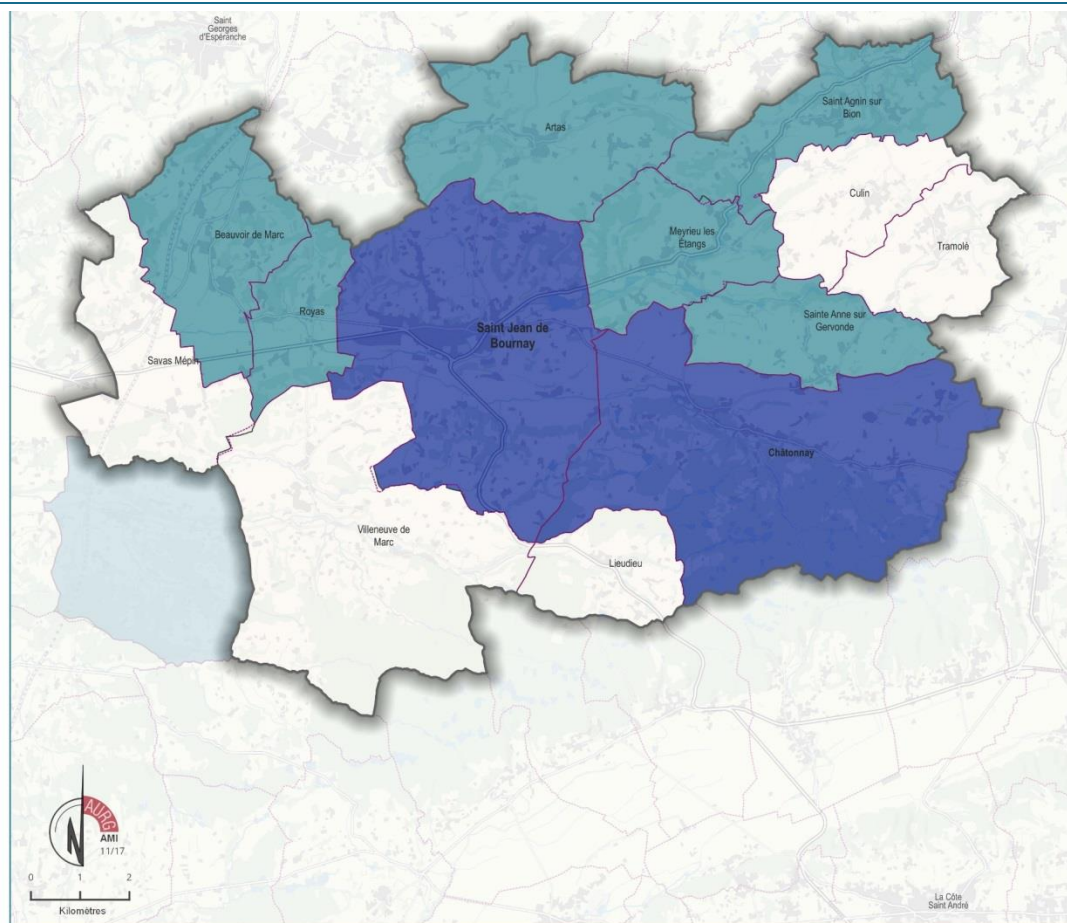 Saint
Georges
d'Espéranche
Artas
Saint Agnin sur
Bion
Culin
Tramolé
Beauvoir de Marc
Meyrieu les
Étangs
Royas
Sainte Anne sur
Gervonde
Saint Jean de
Bournay
Savas Mépin
Châtonnay
Villeneuve de
Marc
Lieudieu
N
AURG
AMI
11/17
0 1 2
Kilomètres
La Côte
Saint André